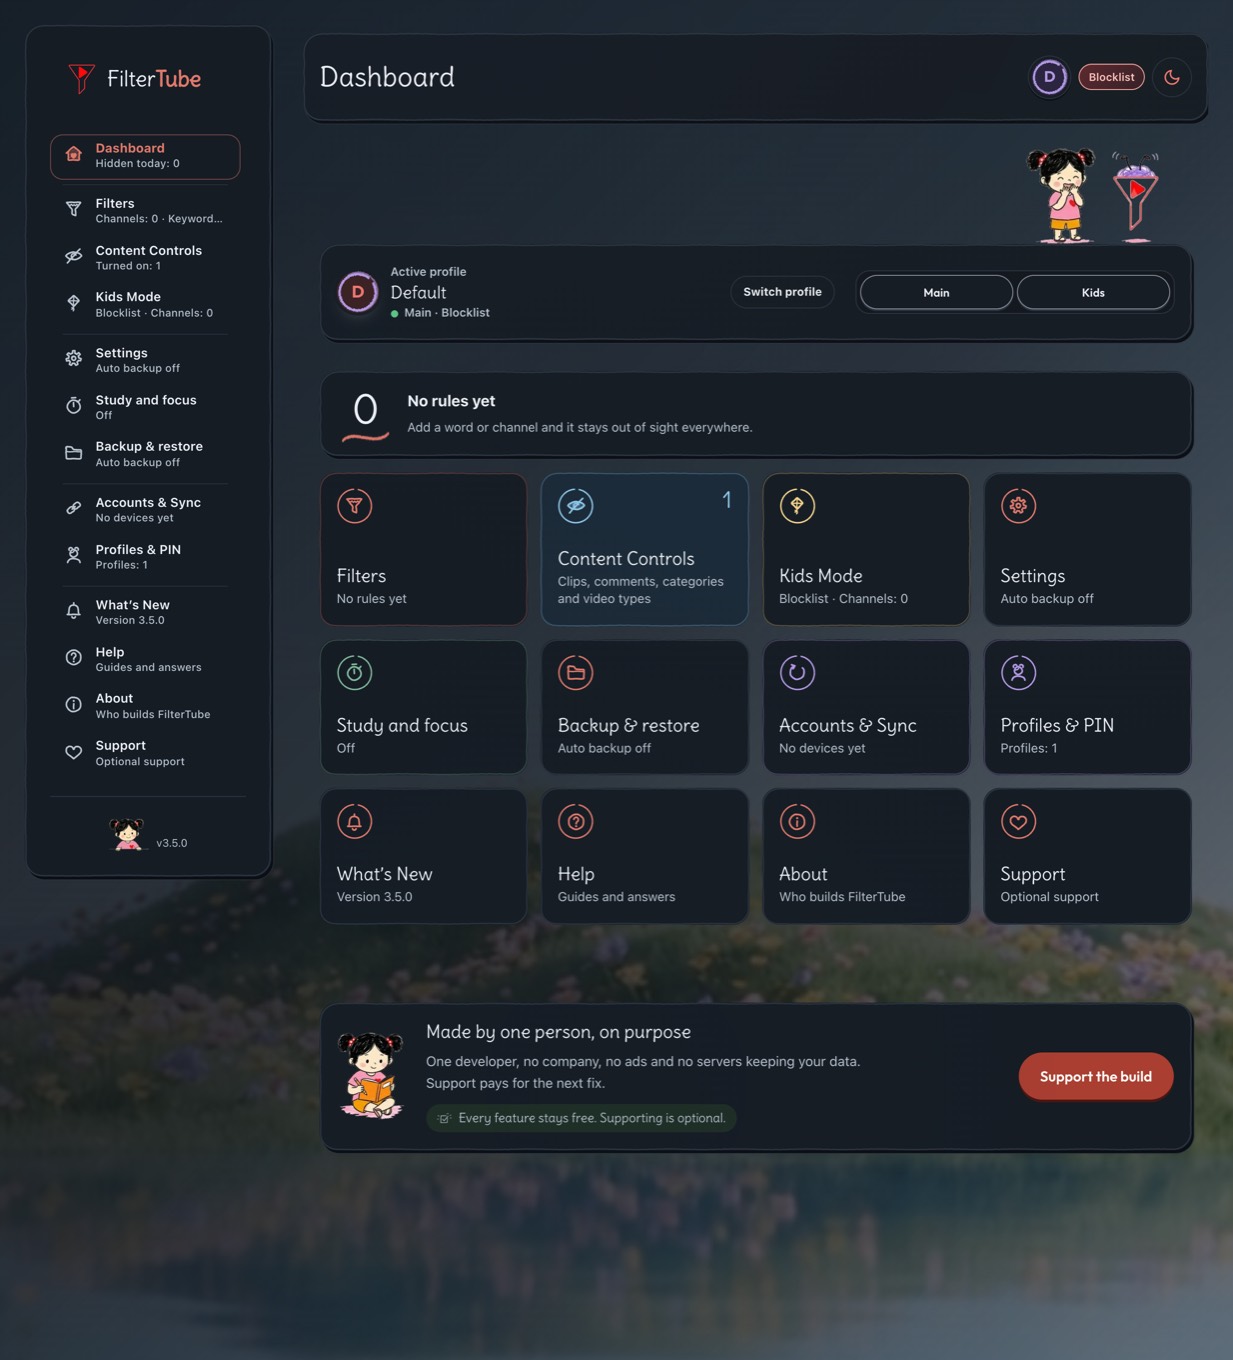 FilterTube
Dashboard
Hidden today: 0
Filters
Channels: 0 · Keyword...
Content Controls
Turned on: 1
Kids Mode
Blocklist · Channels: 0
Settings
Auto backup off
Study and focus
Off
Backup & restore
Auto backup off
Accounts & Sync
No devices yet
Profiles & PIN
Profiles: 1
What's New
Version 3.5.0
Help
Guides and answers
About
Who builds FilterTube
Support
Optional support
v3.5.0
Dashboard
D
Blocklist
D
Active profile
Default
Main · Blocklist
Switch profile
Main
Kids
0
No rules yet
Add a word or channel and it stays out of sight everywhere.
Filters
No rules yet
1
Content Controls
Clips, comments, categories
and video types
Kids Mode
Blocklist · Channels: 0
Settings
Auto backup off
Study and focus
Off
Backup & restore
Auto backup off
Accounts & Sync
No devices yet
Profiles & PIN
Profiles: 1
What's New
Version 3.5.0
Help
Guides and answers
About
Who builds FilterTube
Support
Optional support
Made by one person, on purpose
One developer, no company, no ads and no servers keeping your data.
Support pays for the next fix.
Every feature stays free. Supporting is optional.
Support the build